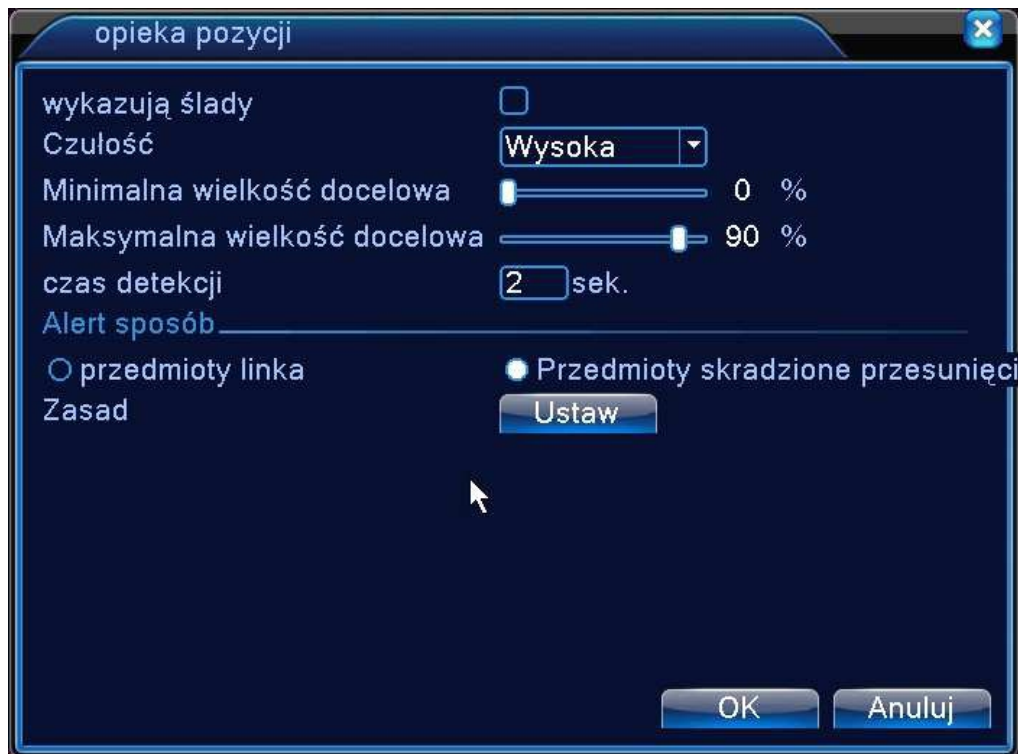 opieka pozycji
wykazują ślady
Czułość Wysoka
Minimalna wielkość docelowa 0 %
Maksymalna wielkość docelowa 90 %
czas detekcji 2 sek.
Alert sposób
przedmioty linka Przedmioty skradzione przesunięci
Zasad Ustaw
OK Anuluj